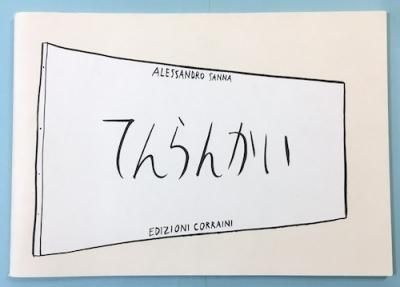 ALESSANDRO SANNA
てんらんかい
EDIZIONI CORRAINI